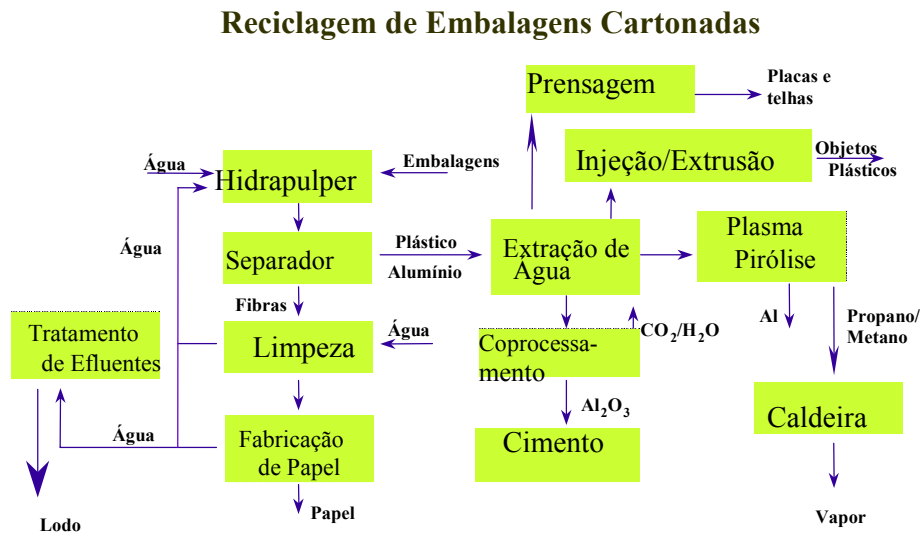 Reciclagem de Embalagens Cartonadas
Prensagem
Placas e
telhas
Água
Hidrapulper
Embalagens
Injeção/Extrusão
Objetos
Plásticos
Água
Separador
Plástico
Alumínio
Extração de
Água
Plasma
Pirólise
Fibras
Tratamento
de Efluentes
Limpeza
Água
Coprocessa-
mento
CO₂/H₂O
Al
Propano/
Metano
Água
Fabricação
de Papel
Al₂O₃
Cimento
Caldeira
Lodo
Papel
Vapor